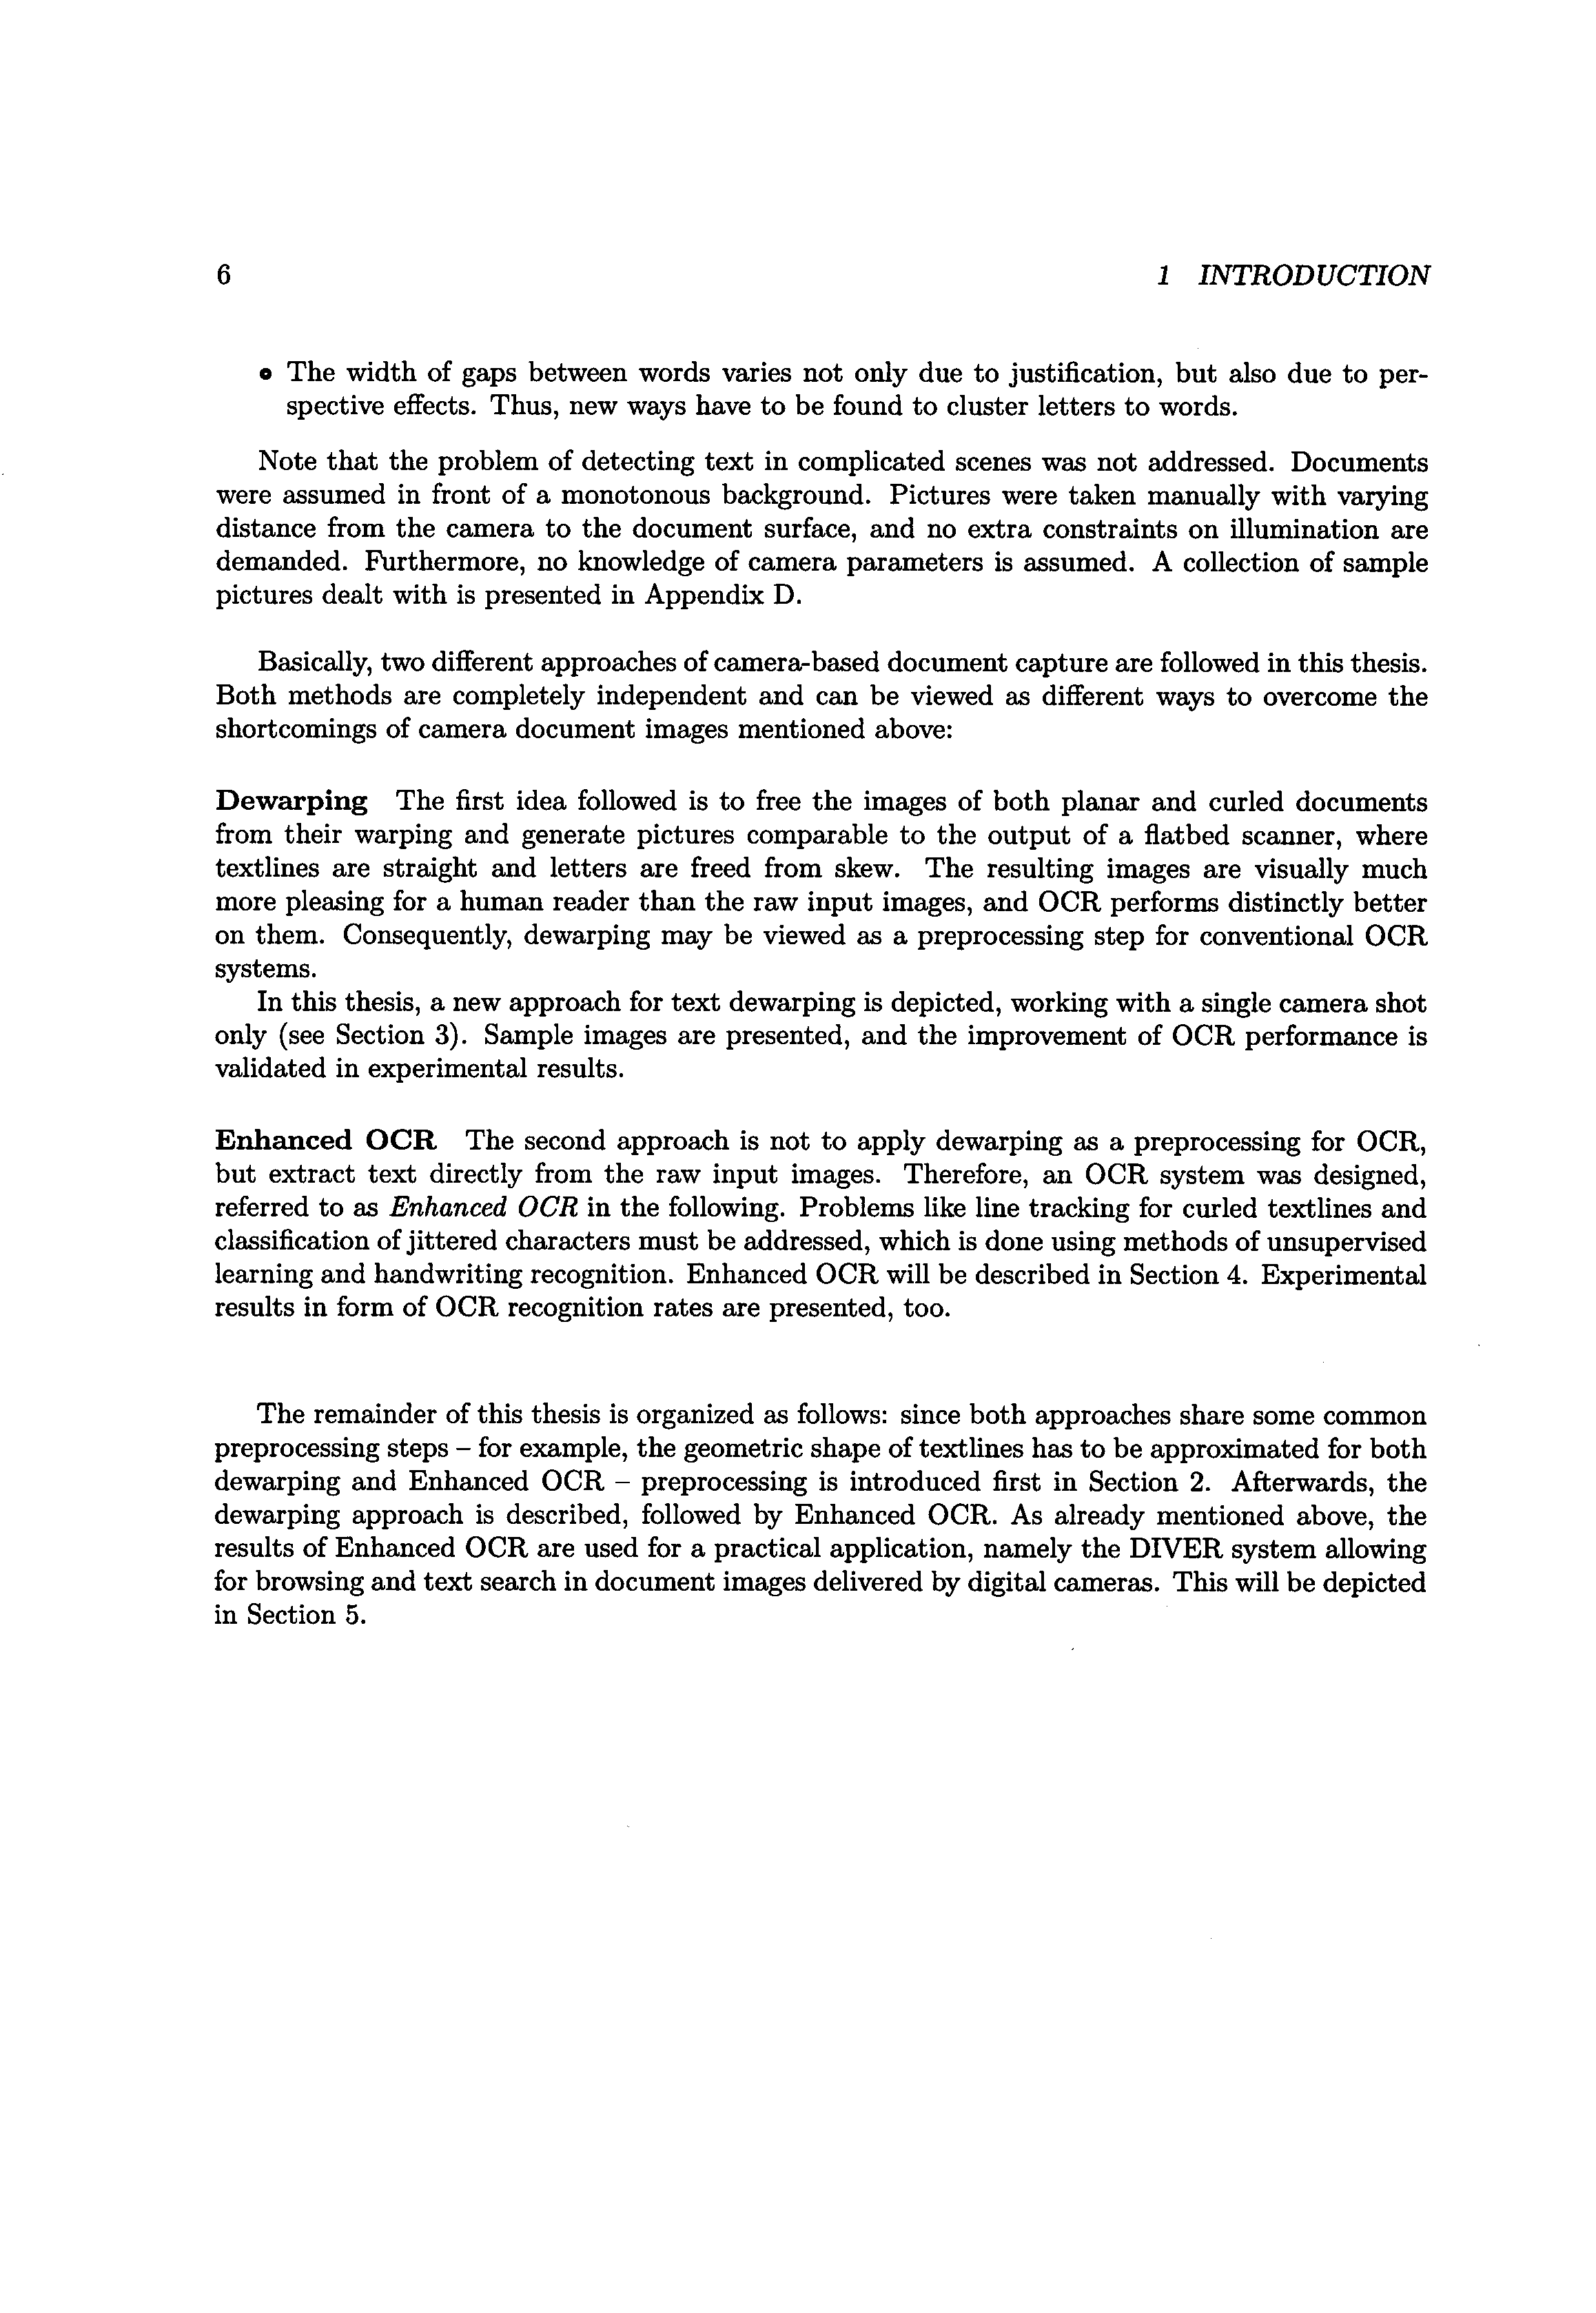 6 1 INTRODUCTION
• The width of gaps between words varies not only due to justification, but also due to per-
spective effects. Thus, new ways have to be found to cluster letters to words.
Note that the problem of detecting text in complicated scenes was not addressed. Documents
were assumed in front of a monotonous background. Pictures were taken manually with varying
distance from the camera to the document surface, and no extra constraints on illumination are
demanded. Furthermore, no knowledge of camera parameters is assumed. A collection of sample
pictures dealt with is presented in Appendix D.
Basically, two different approaches of camera-based document capture are followed in this thesis.
Both methods are completely independent and can be viewed as different ways to overcome the
shortcomings of camera document images mentioned above:
Dewarping The first idea followed is to free the images of both planar and curled documents
from their warping and generate pictures comparable to the output of a flatbed scanner, where
textlines are straight and letters are freed from skew. The resulting images are visually much
more pleasing for a human reader than the raw input images, and OCR performs distinctly better
on them. Consequently, dewarping may be viewed as a preprocessing step for conventional OCR
systems.
In this thesis, a new approach for text dewarping is depicted, working with a single camera shot
only (see Section 3). Sample images are presented, and the improvement of OCR performance is
validated in experimental results.
Enhanced OCR The second approach is not to apply dewarping as a preprocessing for OCR,
but extract text directly from the raw input images. Therefore, an OCR system was designed,
referred to as Enhanced OCR in the following. Problems like line tracking for curled textlines and
classification of jittered characters must be addressed, which is done using methods of unsupervised
learning and handwriting recognition. Enhanced OCR will be described in Section 4. Experimental
results in form of OCR recognition rates are presented, too.
The remainder of this thesis is organized as follows: since both approaches share some common
preprocessing steps – for example, the geometric shape of textlines has to be approximated for both
dewarping and Enhanced OCR – preprocessing is introduced first in Section 2. Afterwards, the
dewarping approach is described, followed by Enhanced OCR. As already mentioned above, the
results of Enhanced OCR are used for a practical application, namely the DIVER system allowing
for browsing and text search in document images delivered by digital cameras. This will be depicted
in Section 5.